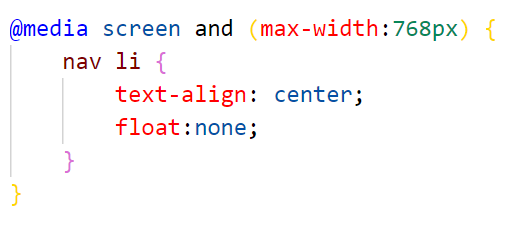 @media screen and (max-width:768px) {
    nav li {
        text-align: center;
        float:none;
    }
}